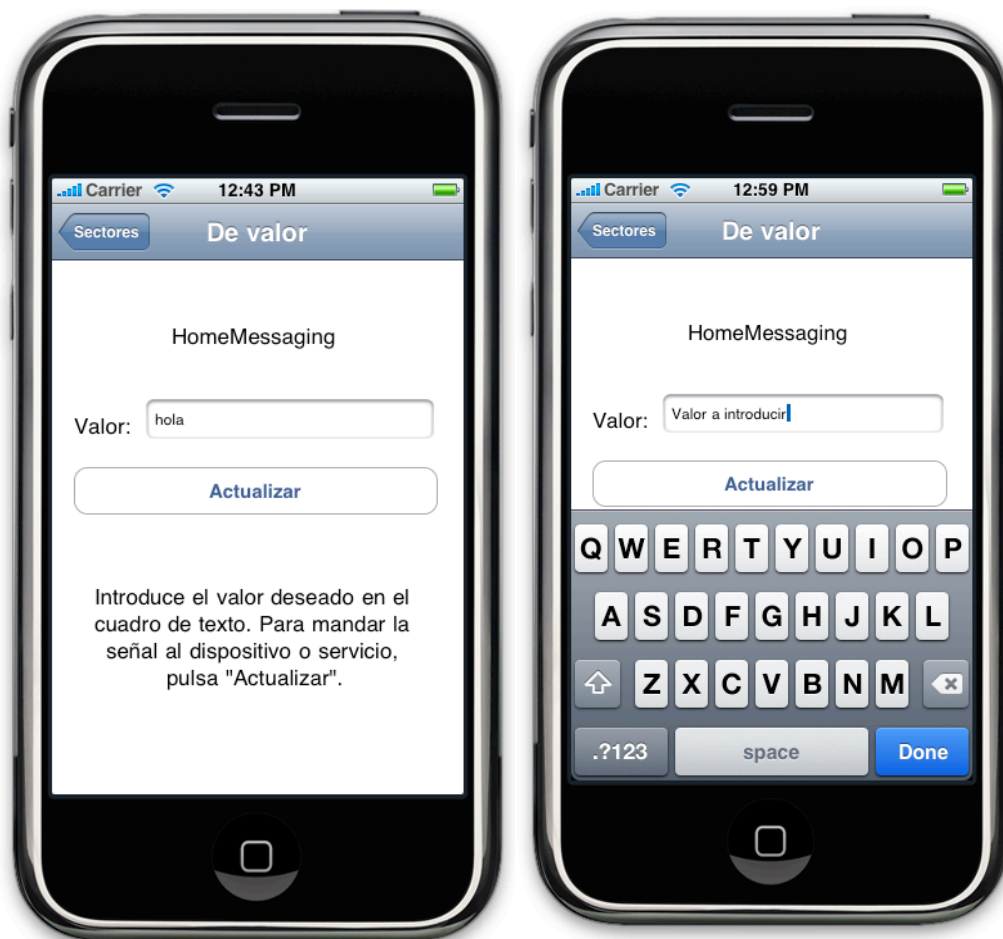 Carrier 12:43 PM
Sectores De valor
HomeMessaging
Valor: hola
Actualizar
Introduce el valor deseado en el
cuadro de texto. Para mandar la
señal al dispositivo o servicio,
pulsa "Actualizar".
Carrier 12:59 PM
Sectores De valor
HomeMessaging
Valor: Valor a introducir
Actualizar
Q W E R T Y U I O P
A S D F G H J K L
Z X C V B N M
.?123 space Done